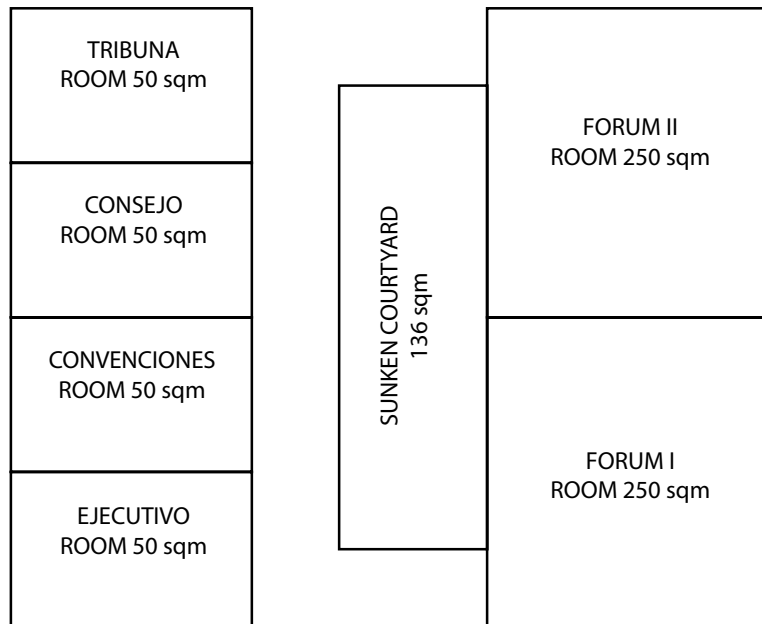 TRIBUNA
ROOM 50 sqm
CONSEJO
ROOM 50 sqm
CONVENCIONES
ROOM 50 sqm
EJECUTIVO
ROOM 50 sqm
SUNKEN COURTYARD
136 sqm
FORUM II
ROOM 250 sqm
FORUM I
ROOM 250 sqm